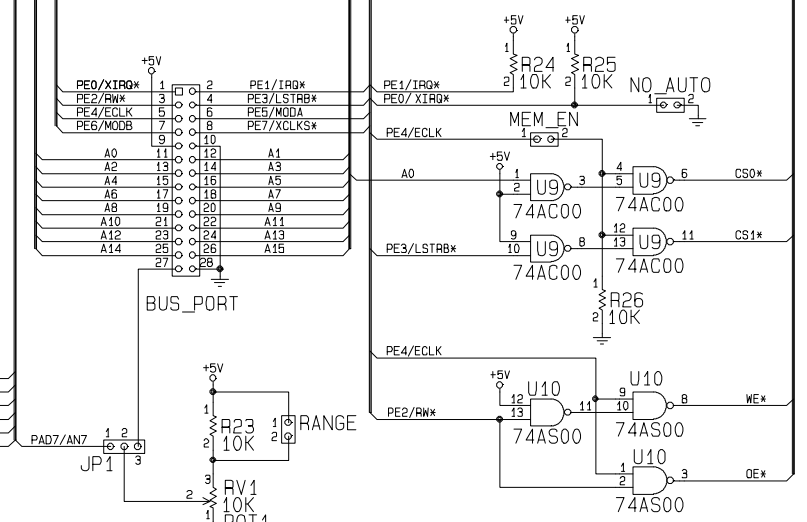 +5V
+5V
R24
10K
1
2
R25
10K
1
2
NO_AUTO
1
2
+5V
PE0/XIRQ*
1
2
PE1/IRQ*
PE1/IRQ*
PE2/RW*
3
4
PE3/LSTRB*
PE0/XIRQ*
PE4/ECLK
5
6
PE5/MODA
PE6/MODB
7
8
PE7/XCLKS*
9
10
A0
11
12
A1
A2
13
14
A3
A4
15
16
A5
A6
17
18
A7
A8
19
20
A9
A10
21
22
A11
A12
23
24
A13
A14
25
26
A15
27
28
BUS_PORT
MEM_EN
PE4/ECLK
1
2
+5V
A0
1
2
U9
3
74AC00
4
5
U9
6
CS0*
74AC00
PE3/LSTRB*
9
10
U9
8
74AC00
12
13
U9
11
CS1*
74AC00
1
R26
2
10K
PE4/ECLK
+5V
PE2/RW*
12
13
U10
11
74AS00
U10
9
10
8
WE*
74AS00
U10
1
2
3
OE*
74AS00
+5V
1
R23
2
10K
1
2
RANGE
PAD7/AN7
1
2
3
JP1
3
RV1
2
10K
1
POT1